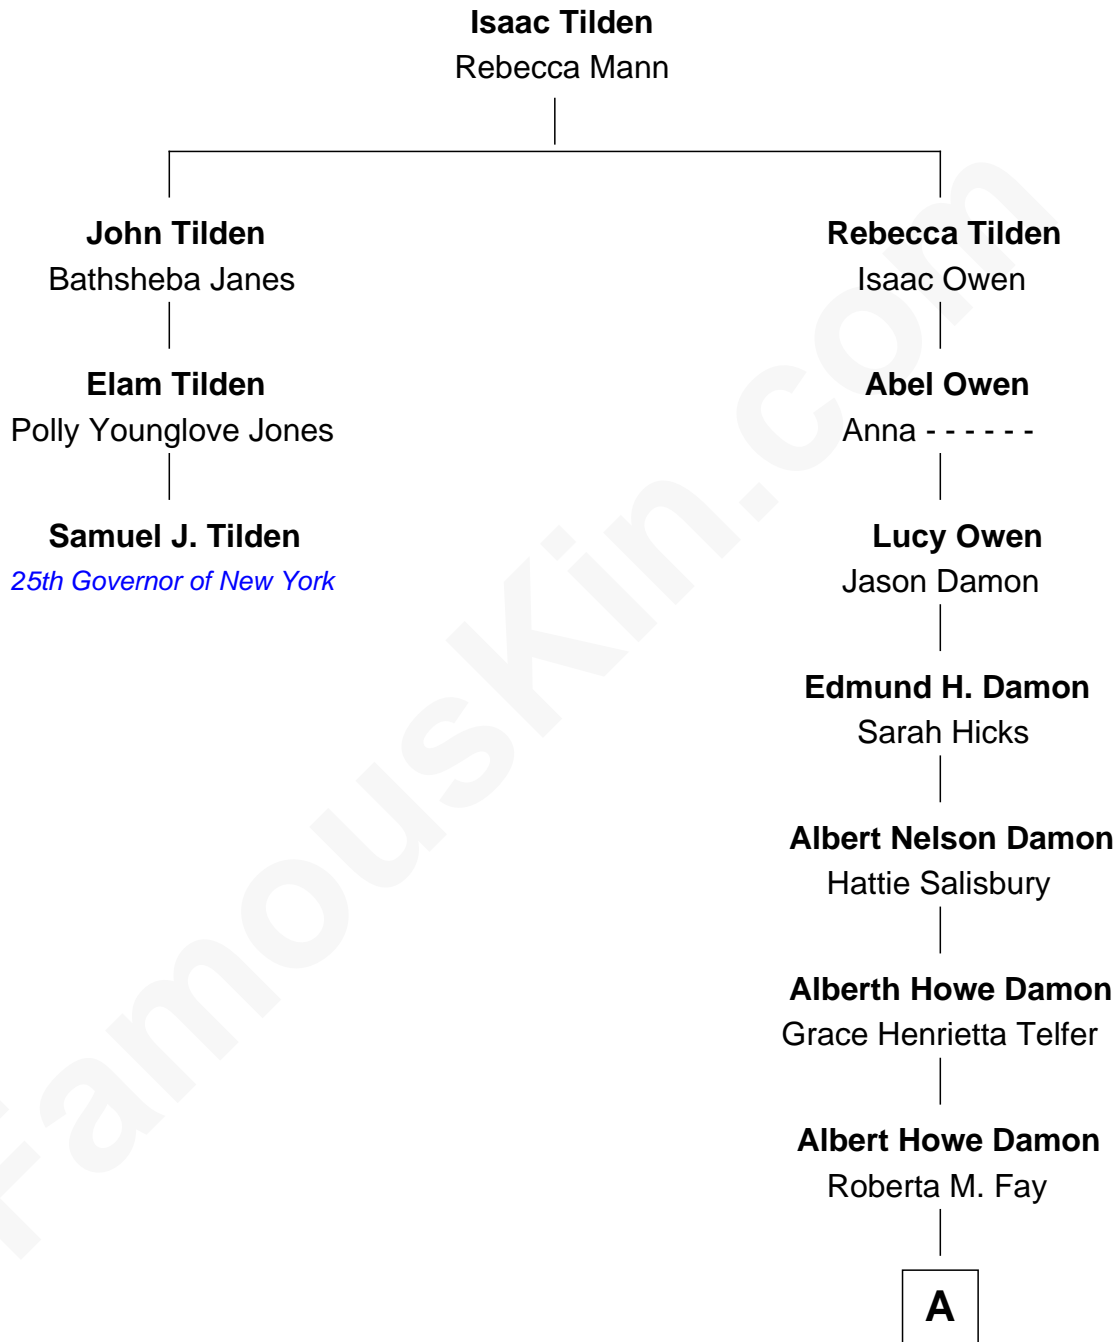 Isaac Tilden
Rebecca Mann
John Tilden
Bathsheba Janes
Elam Tilden
Polly Younglove Jones
Samuel J. Tilden
25th Governor of New York
Rebecca Tilden
Isaac Owen
Abel Owen
Anna - - - - - -
Lucy Owen
Jason Damon
Edmund H. Damon
Sarah Hicks
Albert Nelson Damon
Hattie Salisbury
Alberth Howe Damon
Grace Henrietta Telfer
Albert Howe Damon
Roberta M. Fay
A
FamousKin.com